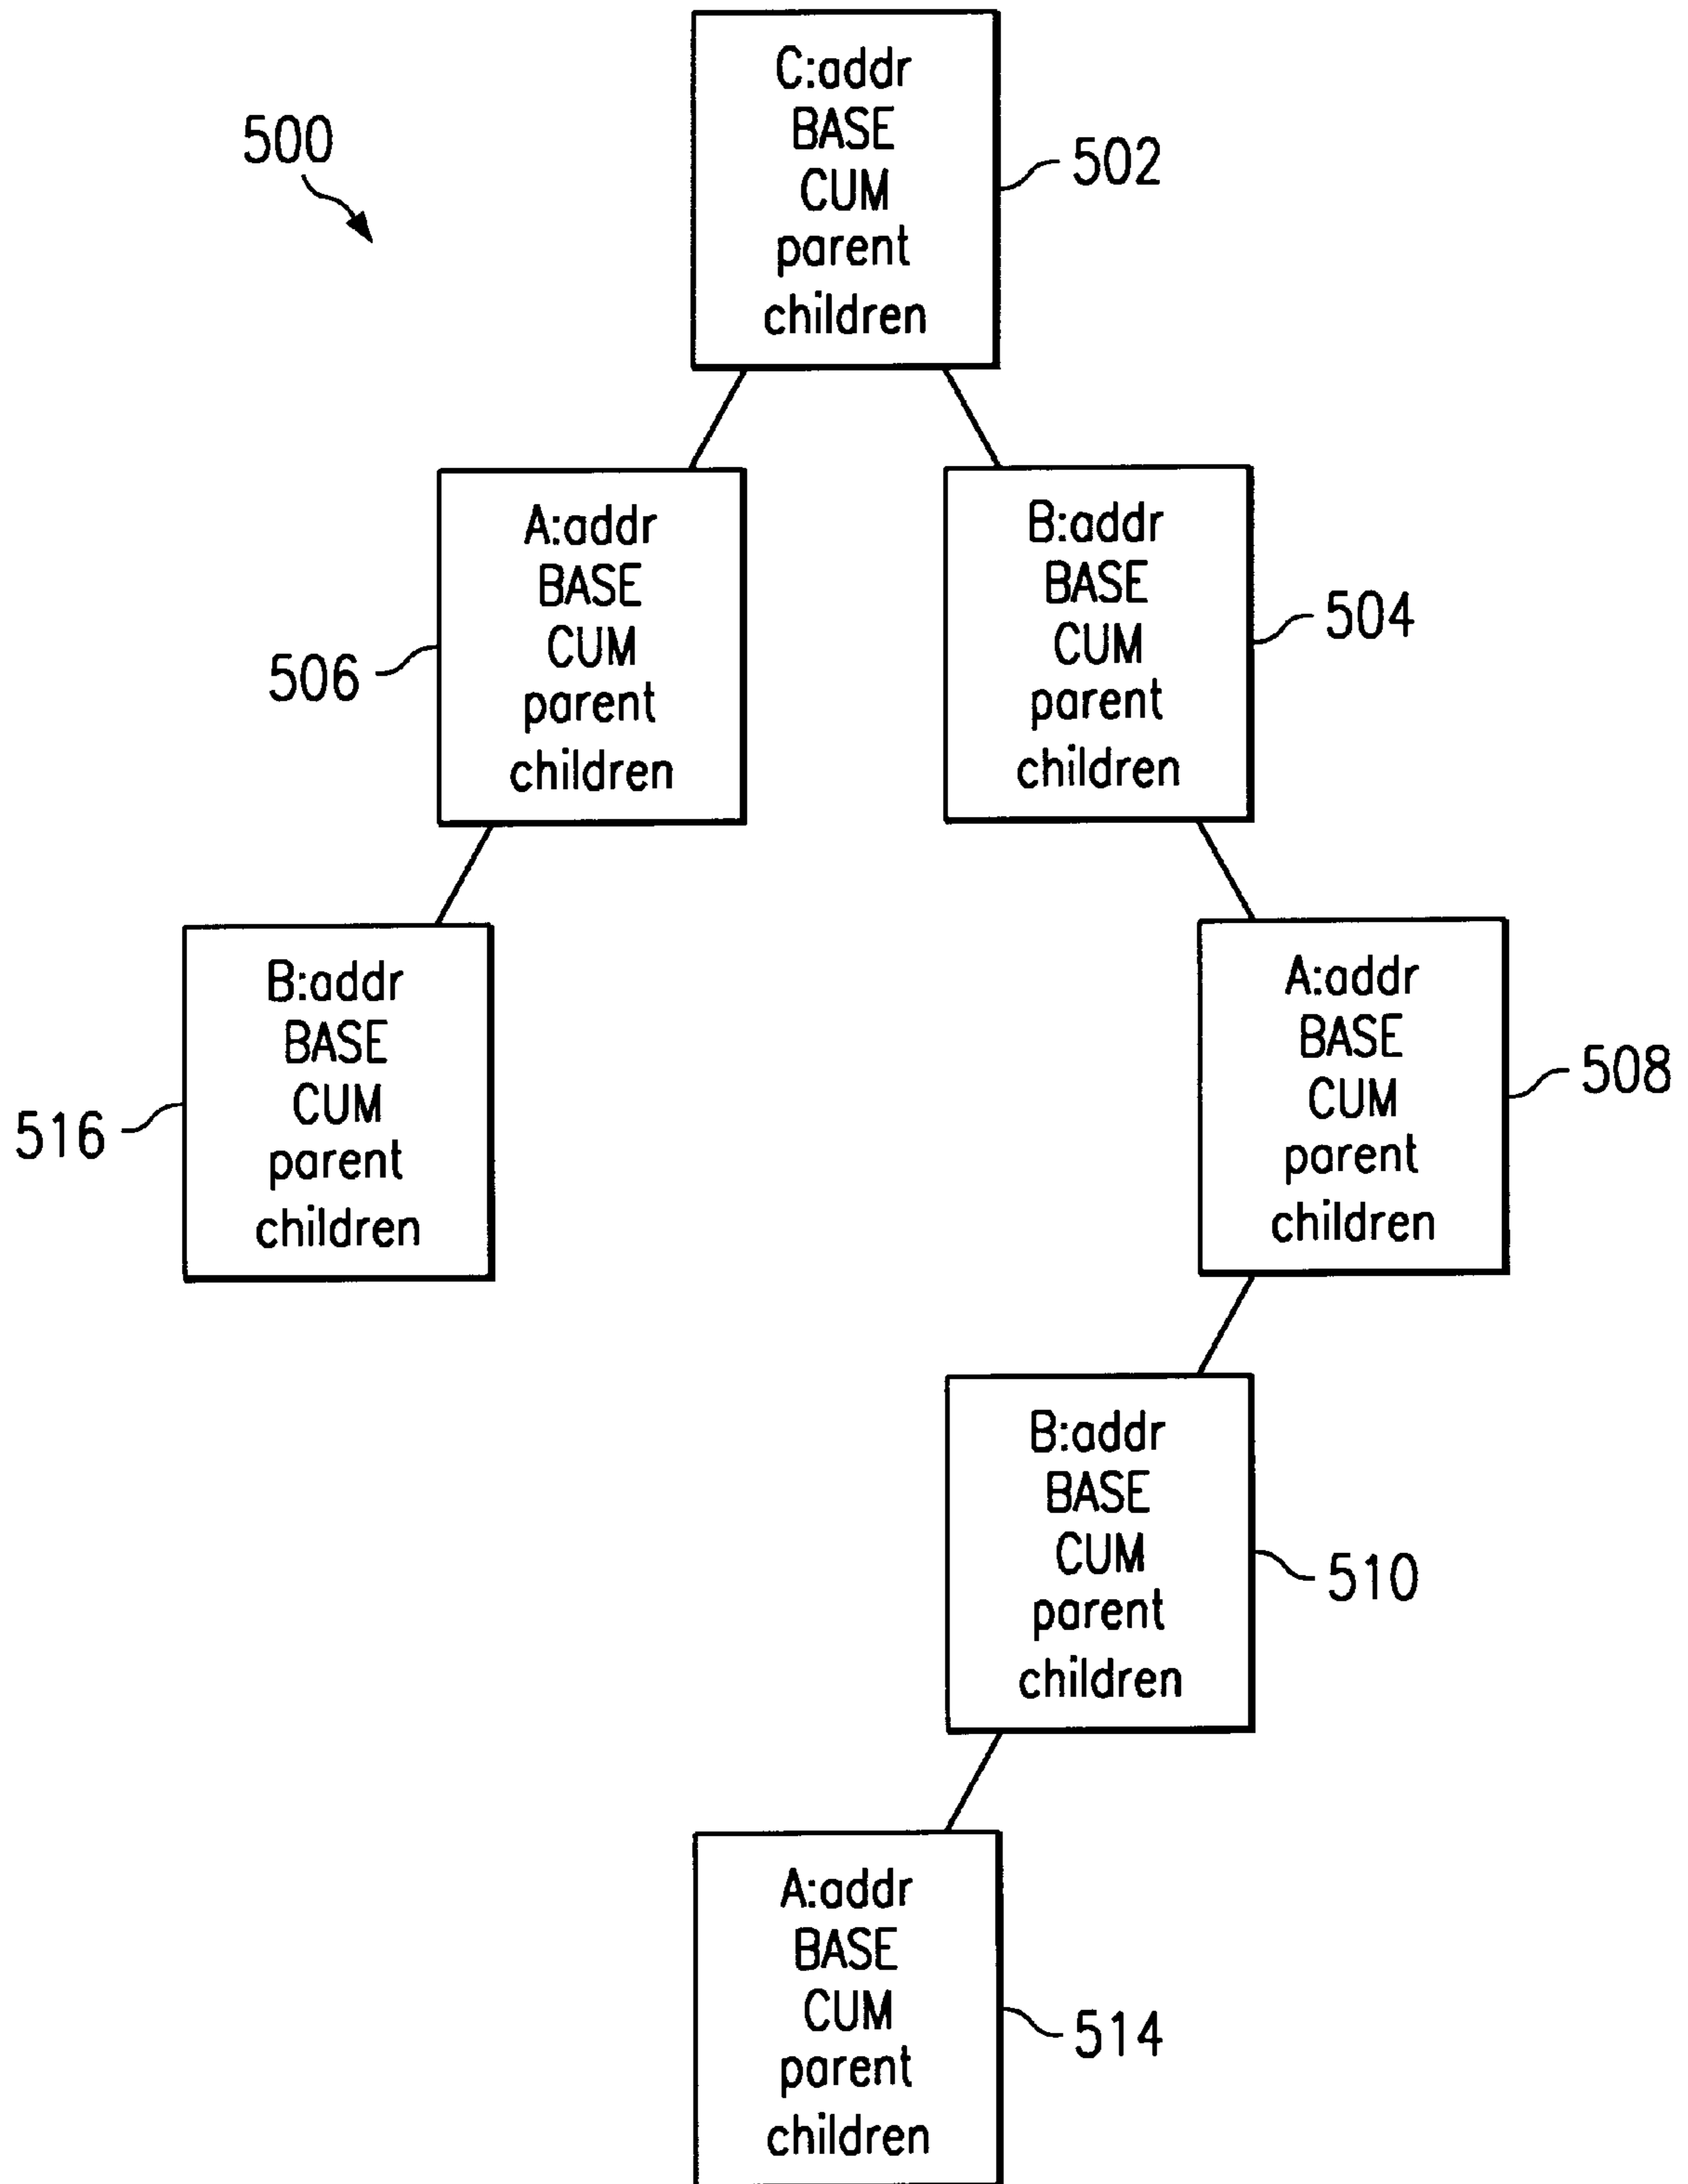 500
C:addr
BASE
CUM
parent
children
502
A:addr
BASE
CUM
parent
children
506
B:addr
BASE
CUM
parent
children
504
B:addr
BASE
CUM
parent
children
516
A:addr
BASE
CUM
parent
children
508
B:addr
BASE
CUM
parent
children
510
A:addr
BASE
CUM
parent
children
514